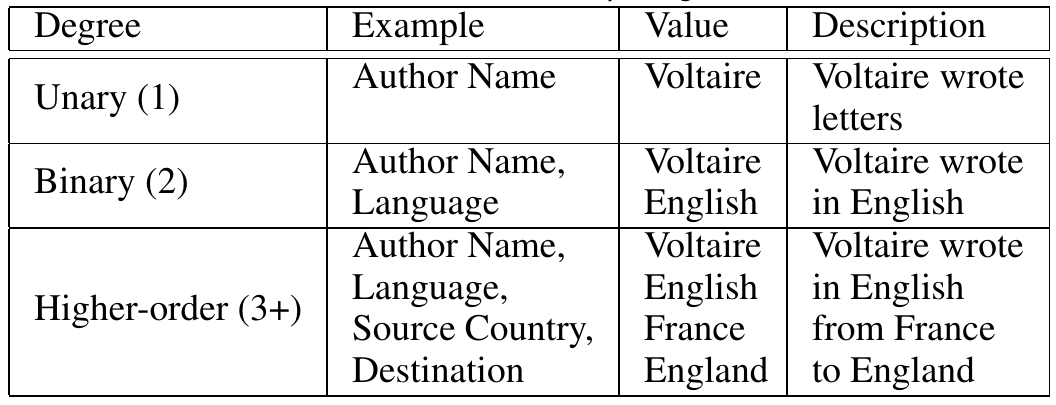 Degree Example Value Description
Unary (1) Author Name Voltaire Voltaire wrote
letters
Binary (2) Author Name, Voltaire Voltaire wrote
Language English in English
Higher-order (3+) Author Name, Voltaire Voltaire wrote
Language, English in English
Source Country, France from France
Destination England to England